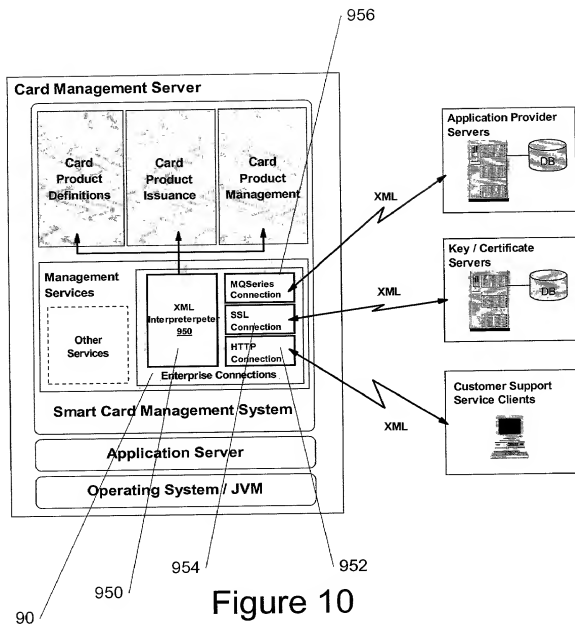 956
Card Management Server
Card
Product
Definitions
Card
Product
Issuance
Card
Product
Management
Management
Services
Other
Services
XML
Interpreterpeter
950
MQSeries
Connection
SSL
Connection
HTTP
Connection
Enterprise Connections
Smart Card Management System
Application Server
Operating System / JVM
XML
XML
XML
Application Provider
Servers
DB
Key / Certificate
Servers
DB
Customer Support
Service Clients
954
952
950
90
Figure 10